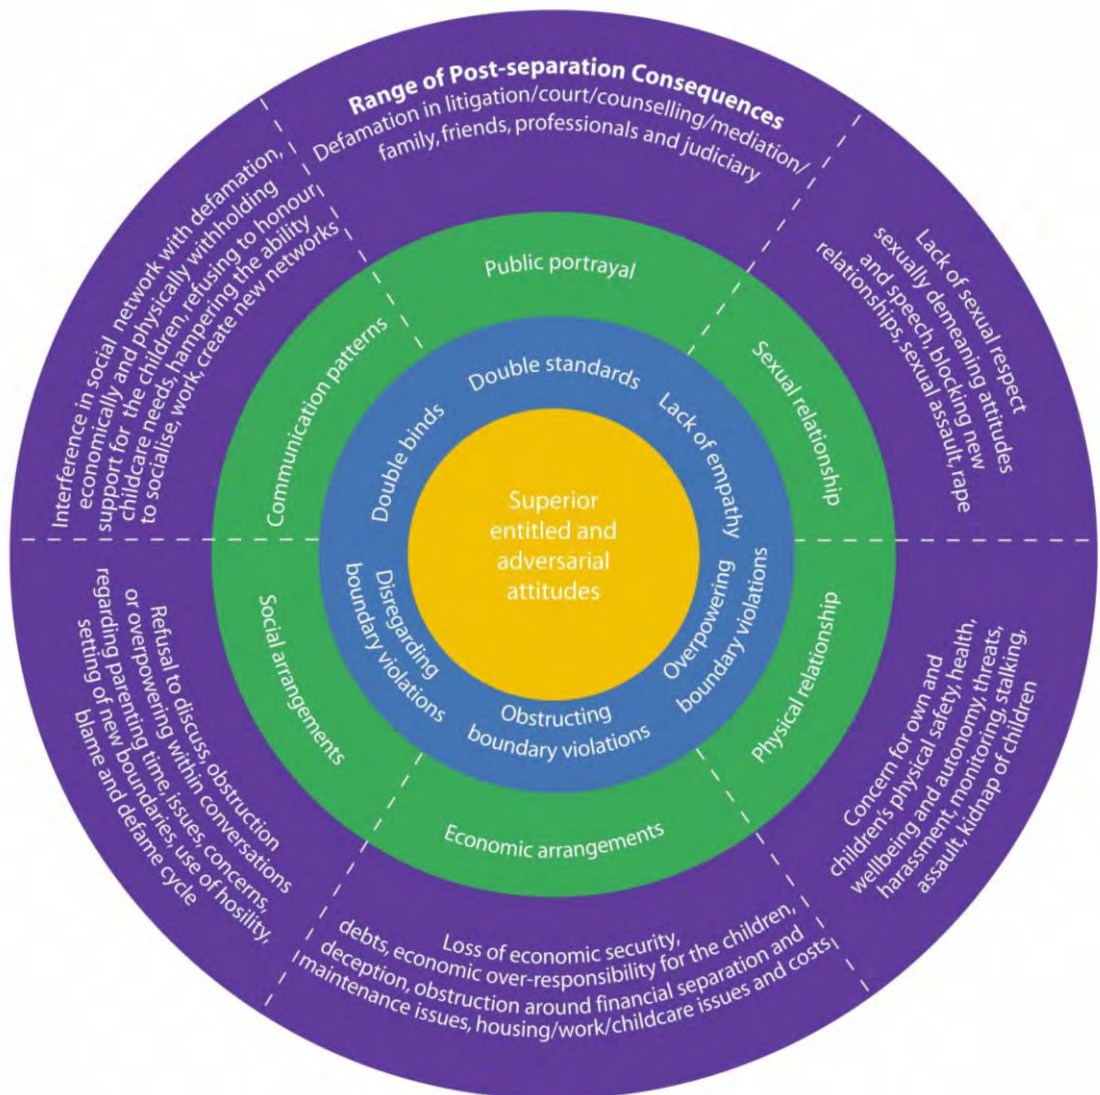 Range of Post-separation Consequences
Defamation in litigation/court/counselling/mediation/
family, friends, professionals and judiciary
Lack of sexual respect
sexually demeaning attitudes
and speech, blocking new
relationships, sexual assault, rape
Concern for own and
children's physical safety, health,
wellbeing and autonomy, threats,
harassment, monitoring, stalking,
assault, kidnap of children
Loss of economic security,
debts, economic over-responsibility for the children,
deception, obstruction around financial separation and
maintenance issues, housing/work/childcare issues and costs
Refusal to discuss, obstruction
or overpowering within conversations
regarding parenting time, issues, concerns,
setting of new boundaries, use of hosility,
blame and defame cycle
Interference in social network with defamation,
economically and physically withholding
support for the children, refusing to honour
childcare needs, hampering the ability
to socialise, work, create new networks
Public portrayal
Sexual relationship
Physical relationship
Economic arrangements
Social arrangements
Communication patterns
Double standards
Lack of empathy
Overpowering
boundary violations
Obstructing
boundary violations
Disregarding
boundary violations
Double binds
Superior
entitled and
adversarial
attitudes